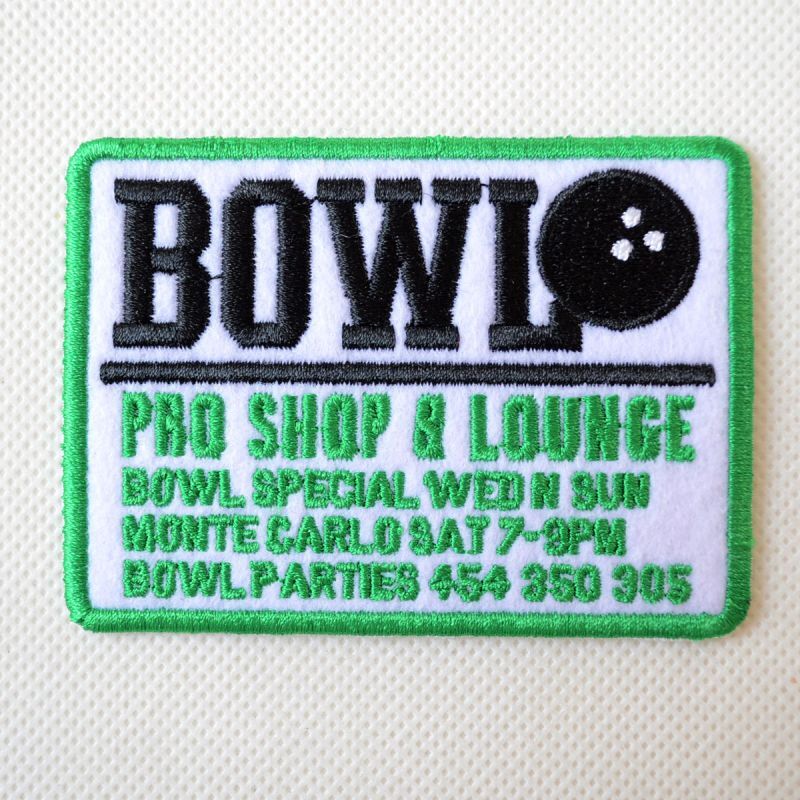 BOWL
PRO SHOP & LOUNGE
BOWL SPECIAL WED N SUN
MONTE CARLO SAT 7-9PM
BOWL PARTIES 454 350 305